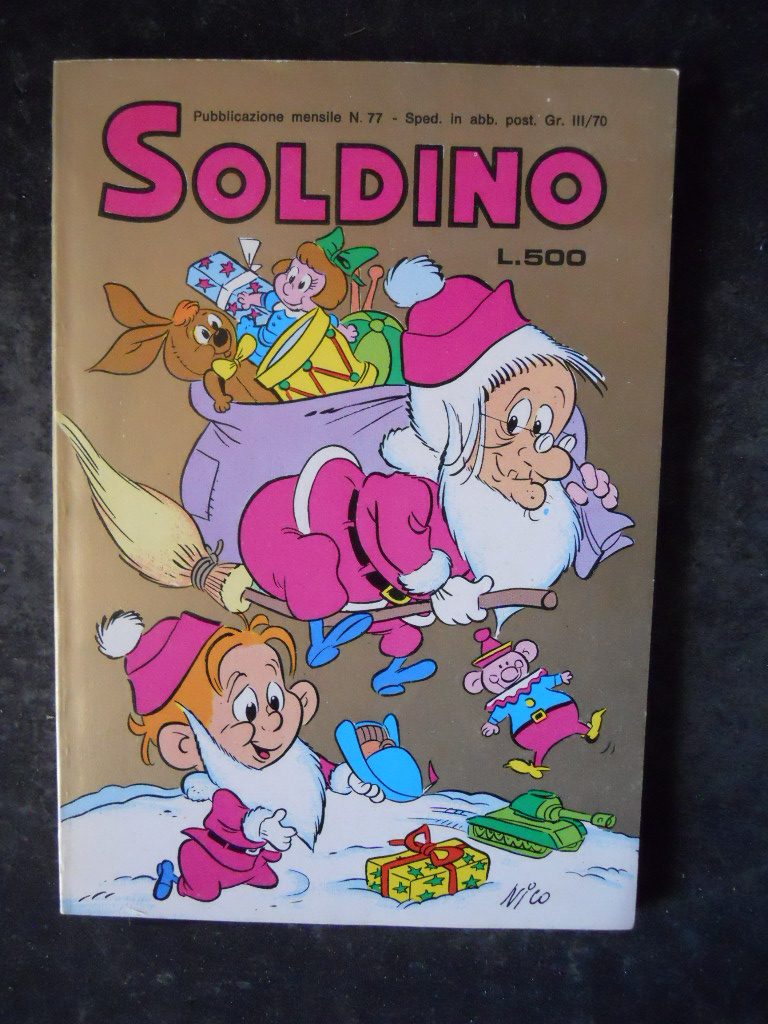 Pubblicazione mensile N. 77 - Sped. in abb. post. Gr. III/70
SOLDINO
L.500
Nico